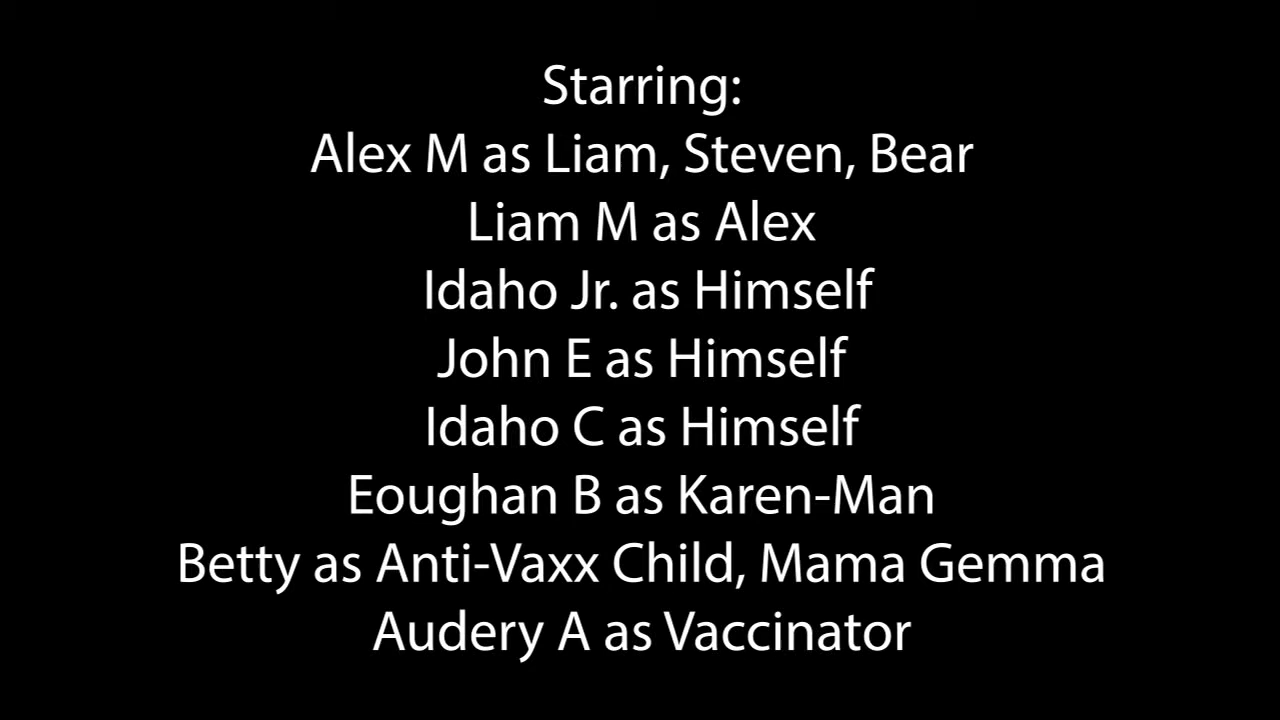 Starring:
Alex M as Liam, Steven, Bear
Liam M as Alex
Idaho Jr. as Himself
John E as Himself
Idaho C as Himself
Eoughan B as Karen-Man
Betty as Anti-Vaxx Child, Mama Gemma
Audery A as Vaccinator